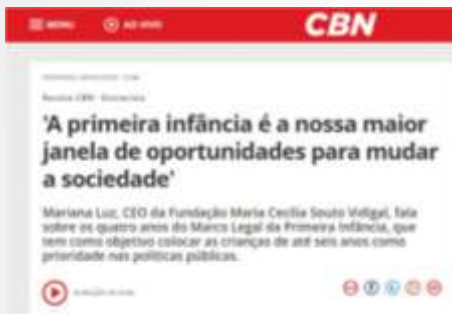 MENU AO VIVO CBN
Revista CBN - Entrevista
'A primeira infância é a nossa maior
janela de oportunidades para mudar
a sociedade'
Mariana Luz, CEO da Fundação Maria Cecília Souto Vidigal, fala
sobre os quatro anos do Marco Legal da Primeira Infância, que
tem como objetivo colocar as crianças de até seis anos como
prioridade nas políticas públicas.